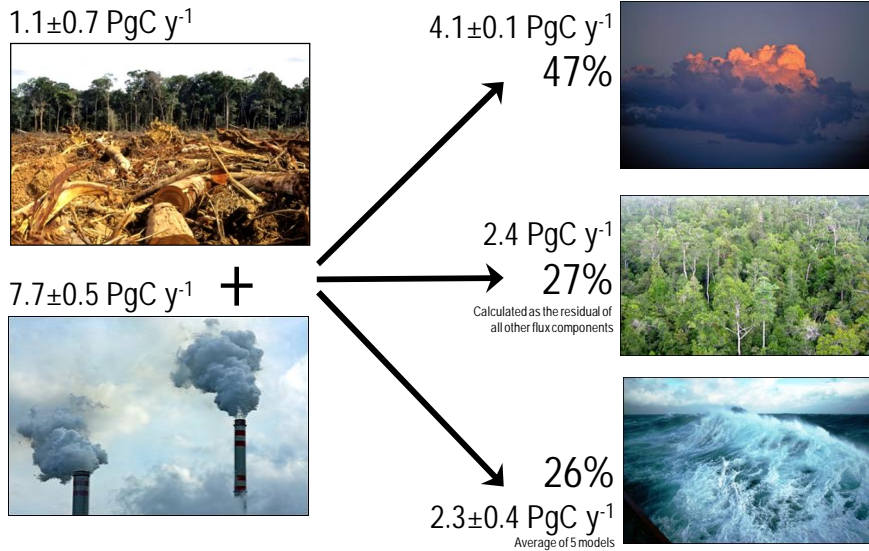 1.1±0.7 PgC y-1
+
7.7±0.5 PgC y-1
4.1±0.1 PgC y-1
47%
2.4 PgC y-1
27%
Calculated as the residual of
all other flux components
26%
2.3±0.4 PgC y-1
Average of 5 models